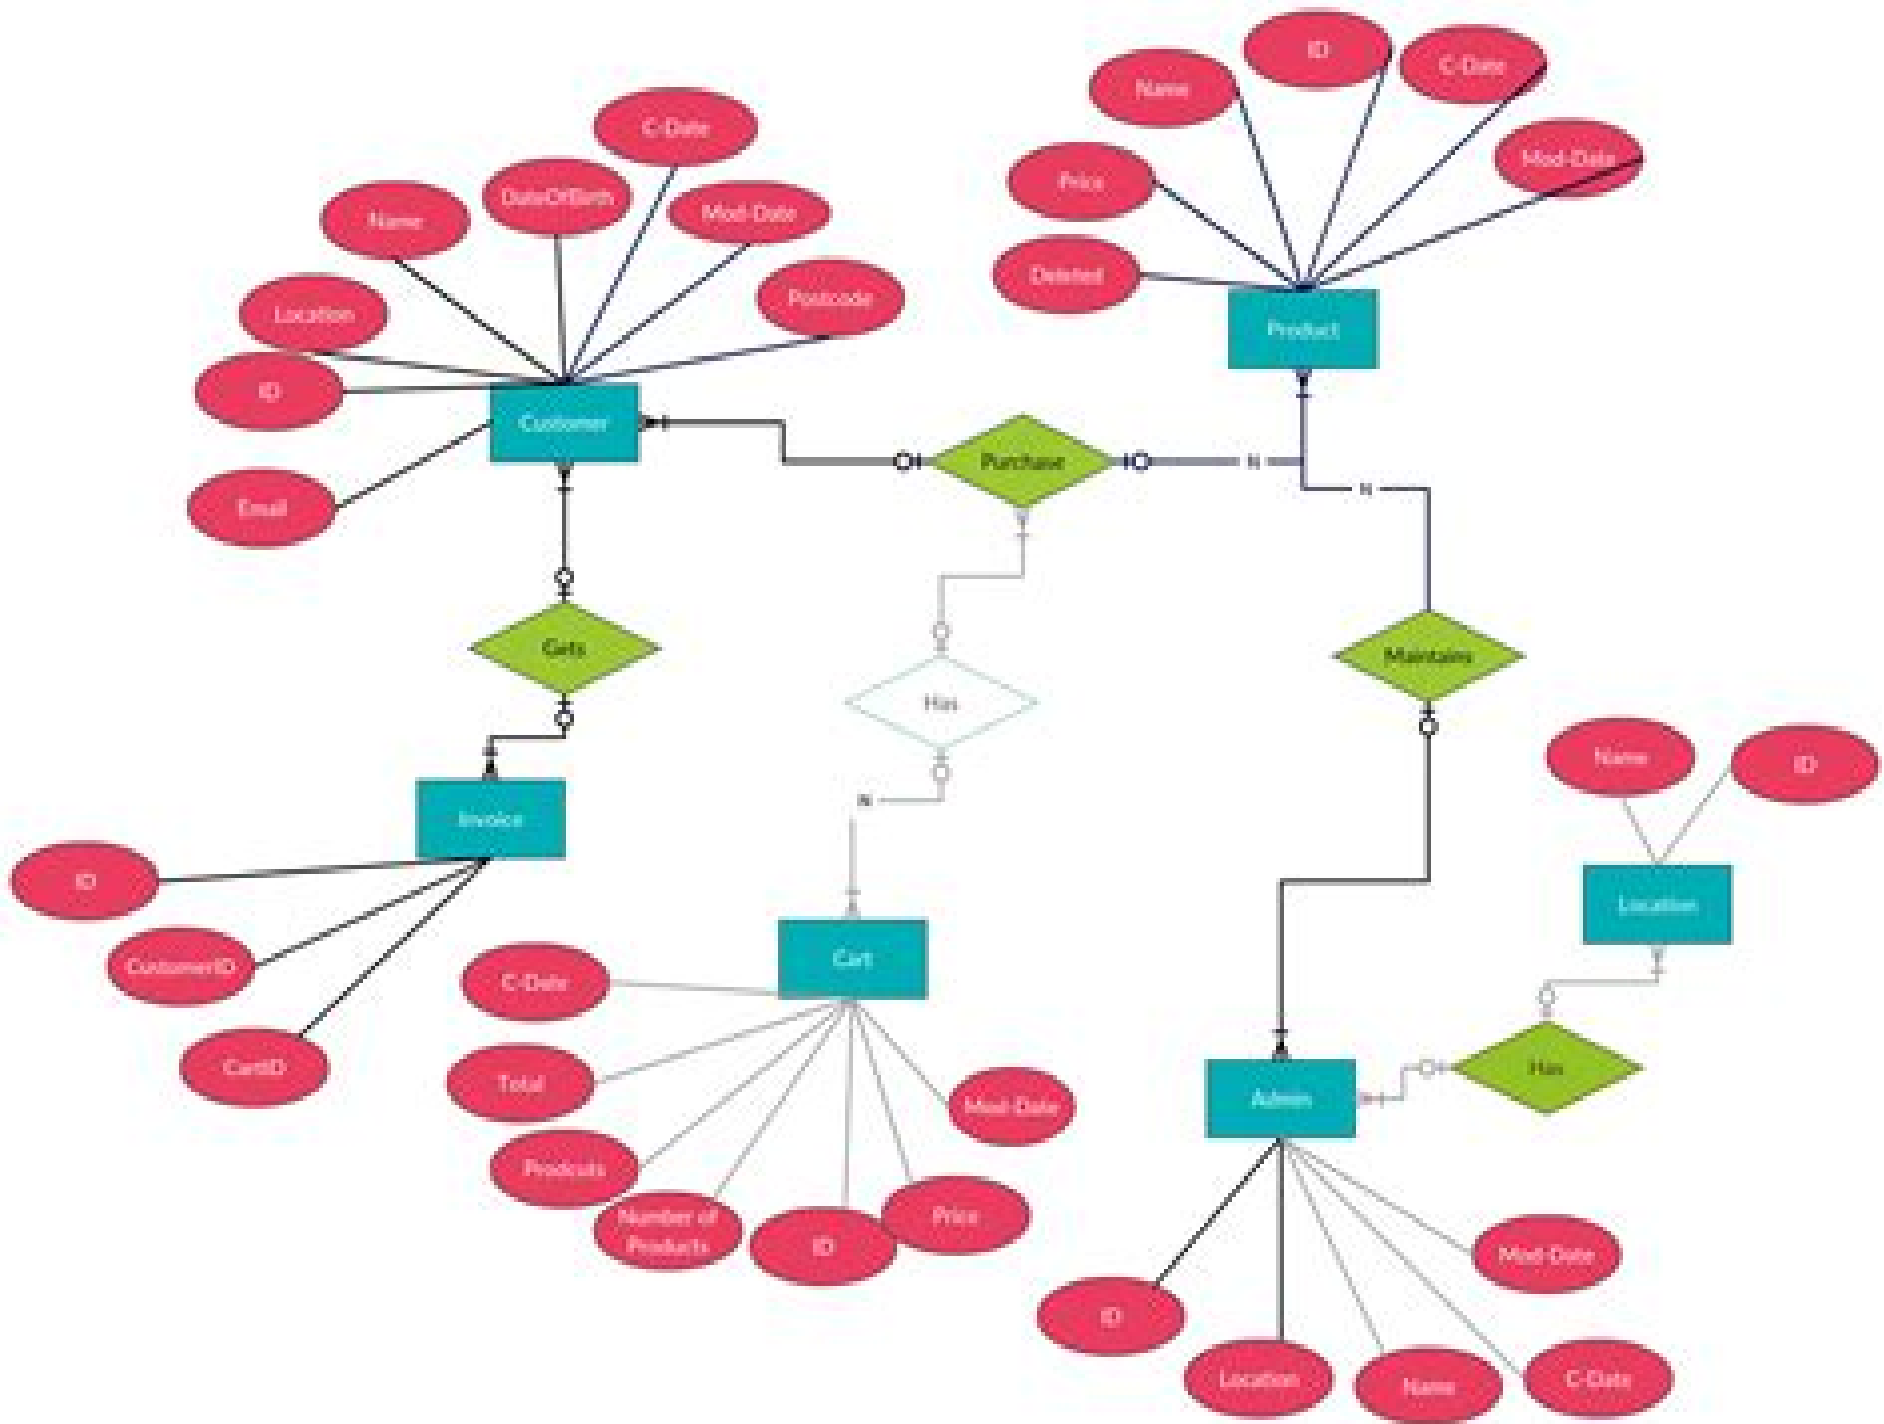 ID
C-Date
Name
Mod-Date
Price
Deleted
Product
C-Date
DateOfBirth
Mod-Date
Name
Postcode
Location
ID
Customer
Email
Purchase
N
N
Gets
Has
Maintains
Name
ID
N
Invoice
Location
ID
CustomerID
CartID
Cart
C-Date
Total
Prodcuts
Number of
Products
ID
Price
Mod-Date
Has
Admin
Mod-Date
ID
Location
Name
C-Date